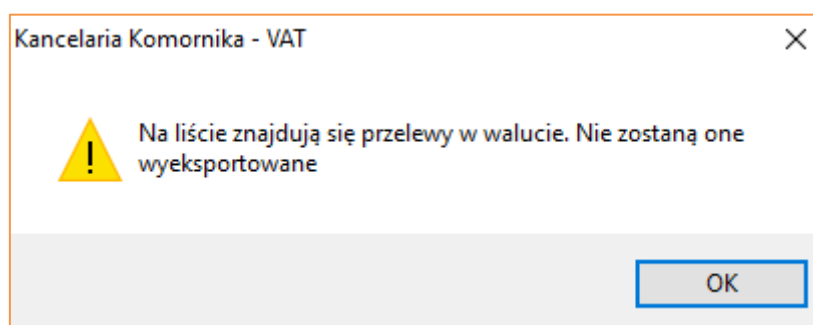 Kancelaria Komornika - VAT
Na liście znajdują się przelewy w walucie. Nie zostaną one
wyeksportowane
OK